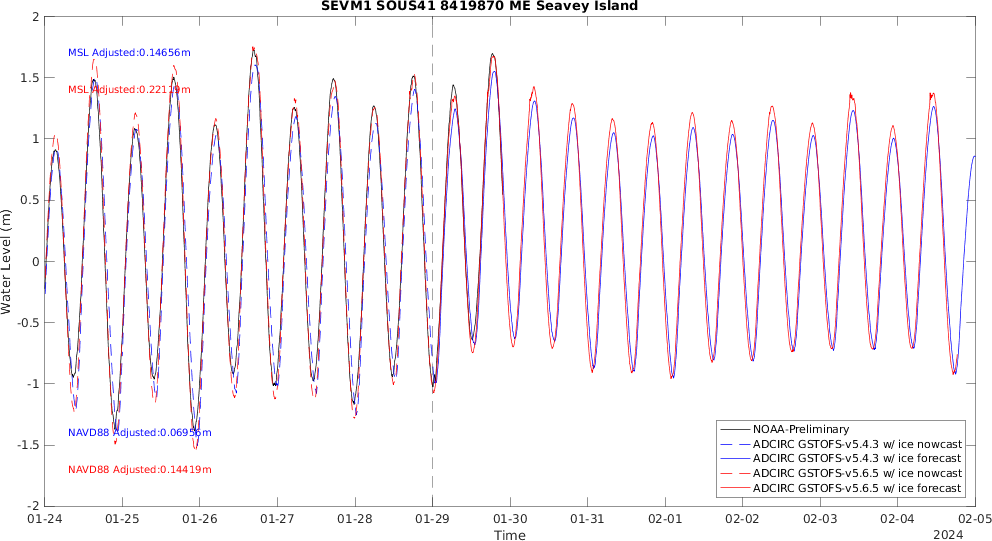 SEVM1 SOUS41 8419870 ME Seavey Island
MSL Adjusted:0.14656m
MSL Adjusted:0.22119m
NAVD88 Adjusted:0.06956m
NAVD88 Adjusted:0.14419m
Water Level (m)
2
1.5
1
0.5
0
-0.5
-1
-1.5
-2
NOAA-Preliminary
ADCIRC GSTOFS-v5.4.3 w/ ice nowcast
ADCIRC GSTOFS-v5.4.3 w/ ice forecast
ADCIRC GSTOFS-v5.6.5 w/ ice nowcast
ADCIRC GSTOFS-v5.6.5 w/ ice forecast
01-24 01-25 01-26 01-27 01-28 01-29 01-30 01-31 02-01 02-02 02-03 02-04 02-05
Time
2024